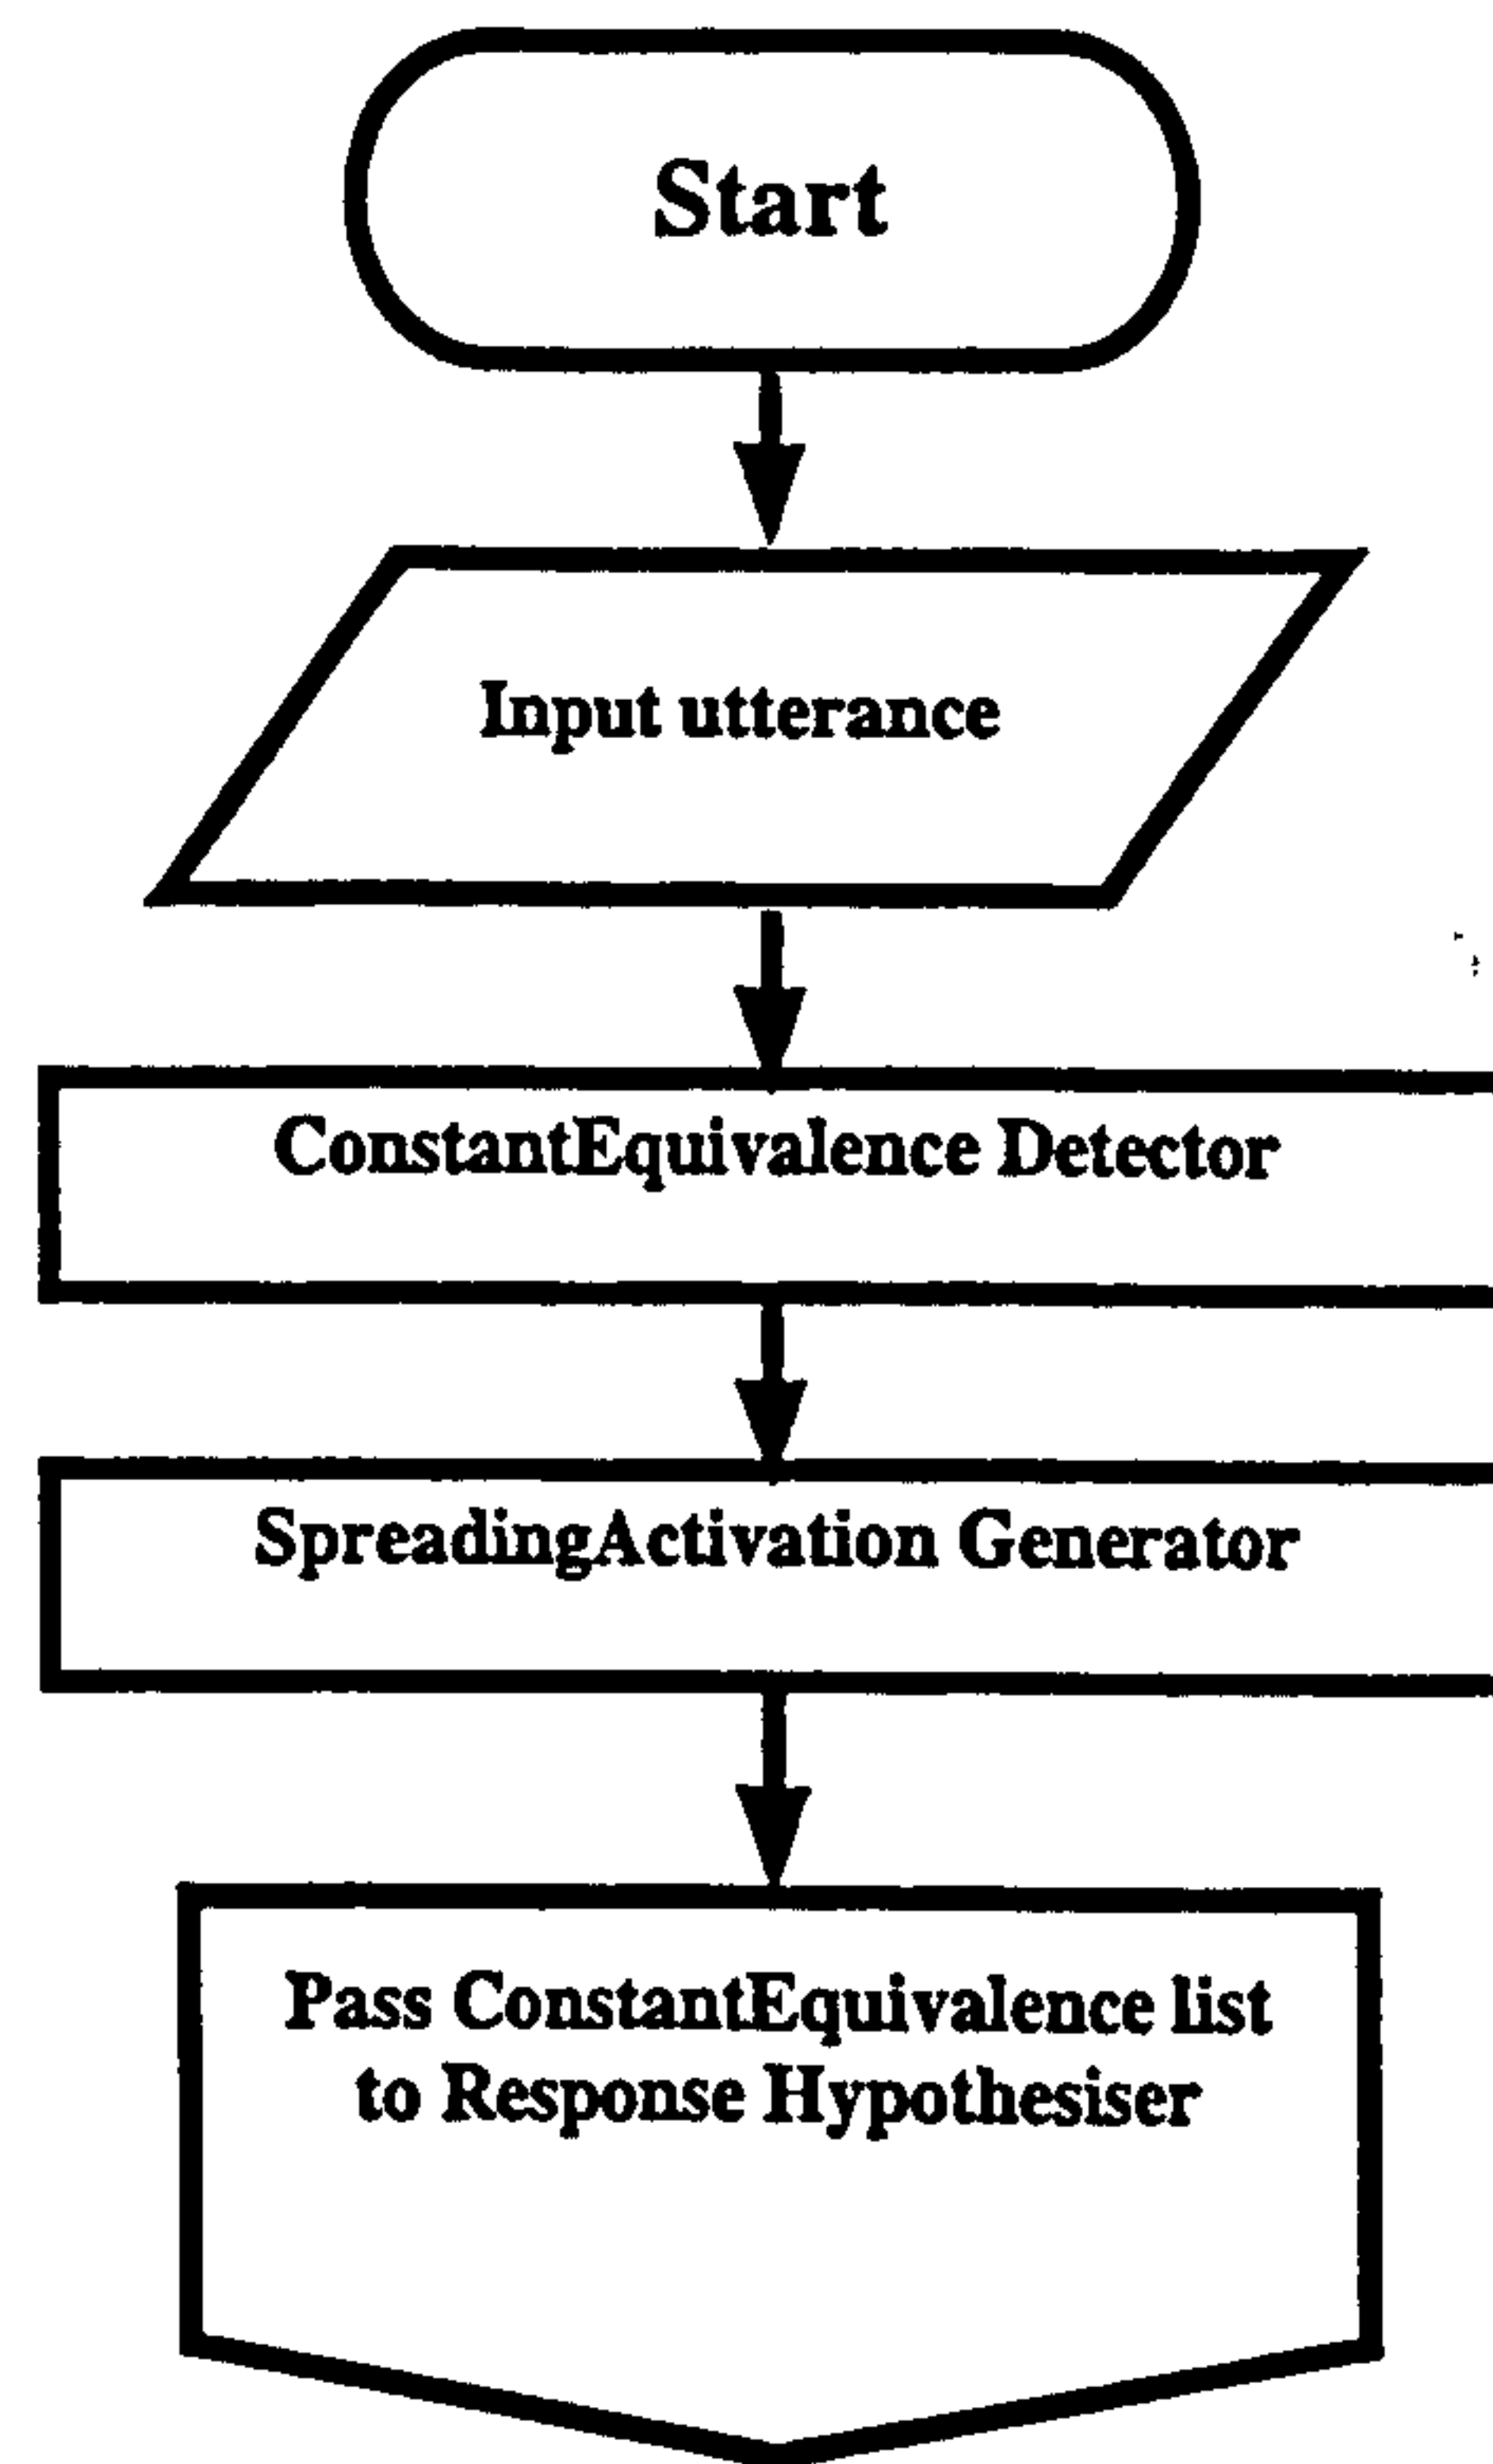 Start
Input utterance
ConstantEquivalence Detector
SpreadingActivation Generator
Pass ConstantEquivalence list
to Response Hypothesiser